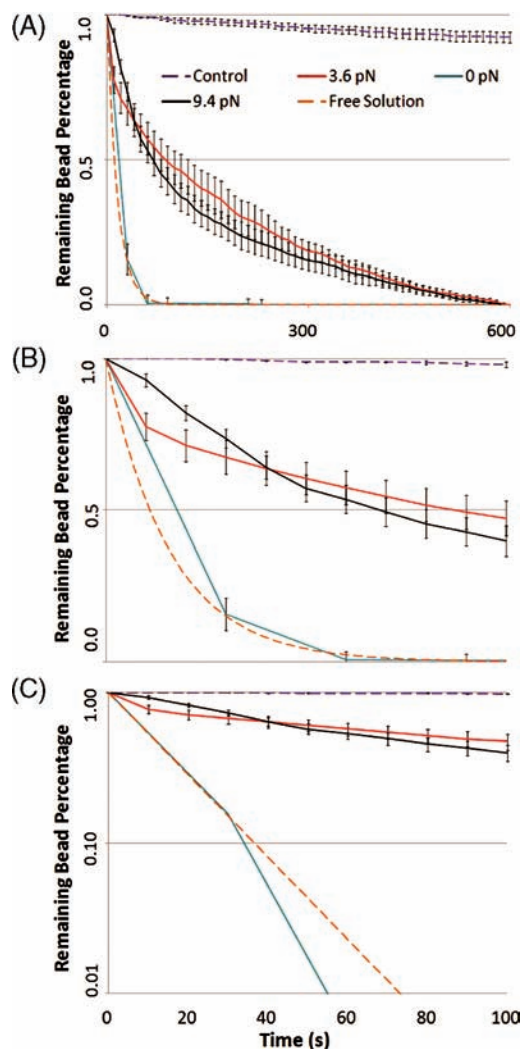 (A)
Remaining Bead Percentage
1.0
0.5
0.0
Control
3.6 pN
0 pN
9.4 pN
Free Solution
0
300
600
(B)
Remaining Bead Percentage
1.0
0.5
0.0
(C)
Remaining Bead Percentage
1.00
0.10
0.01
0
20
40
60
80
100
Time (s)